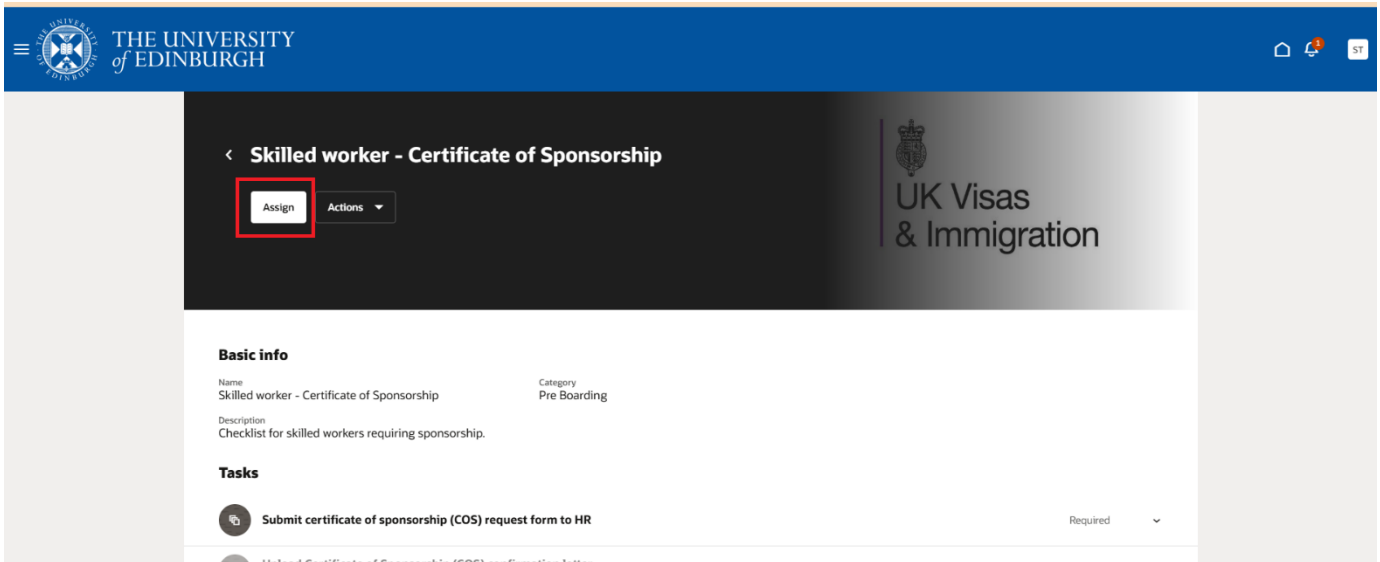 THE UNIVERSITY
of EDINBURGH
1
ST
Skilled worker - Certificate of Sponsorship
Assign
Actions
UK Visas
& Immigration
Basic info
Name
Skilled worker - Certificate of Sponsorship
Category
Pre Boarding
Description
Checklist for skilled workers requiring sponsorship.
Tasks
Submit certificate of sponsorship (COS) request form to HR
Required